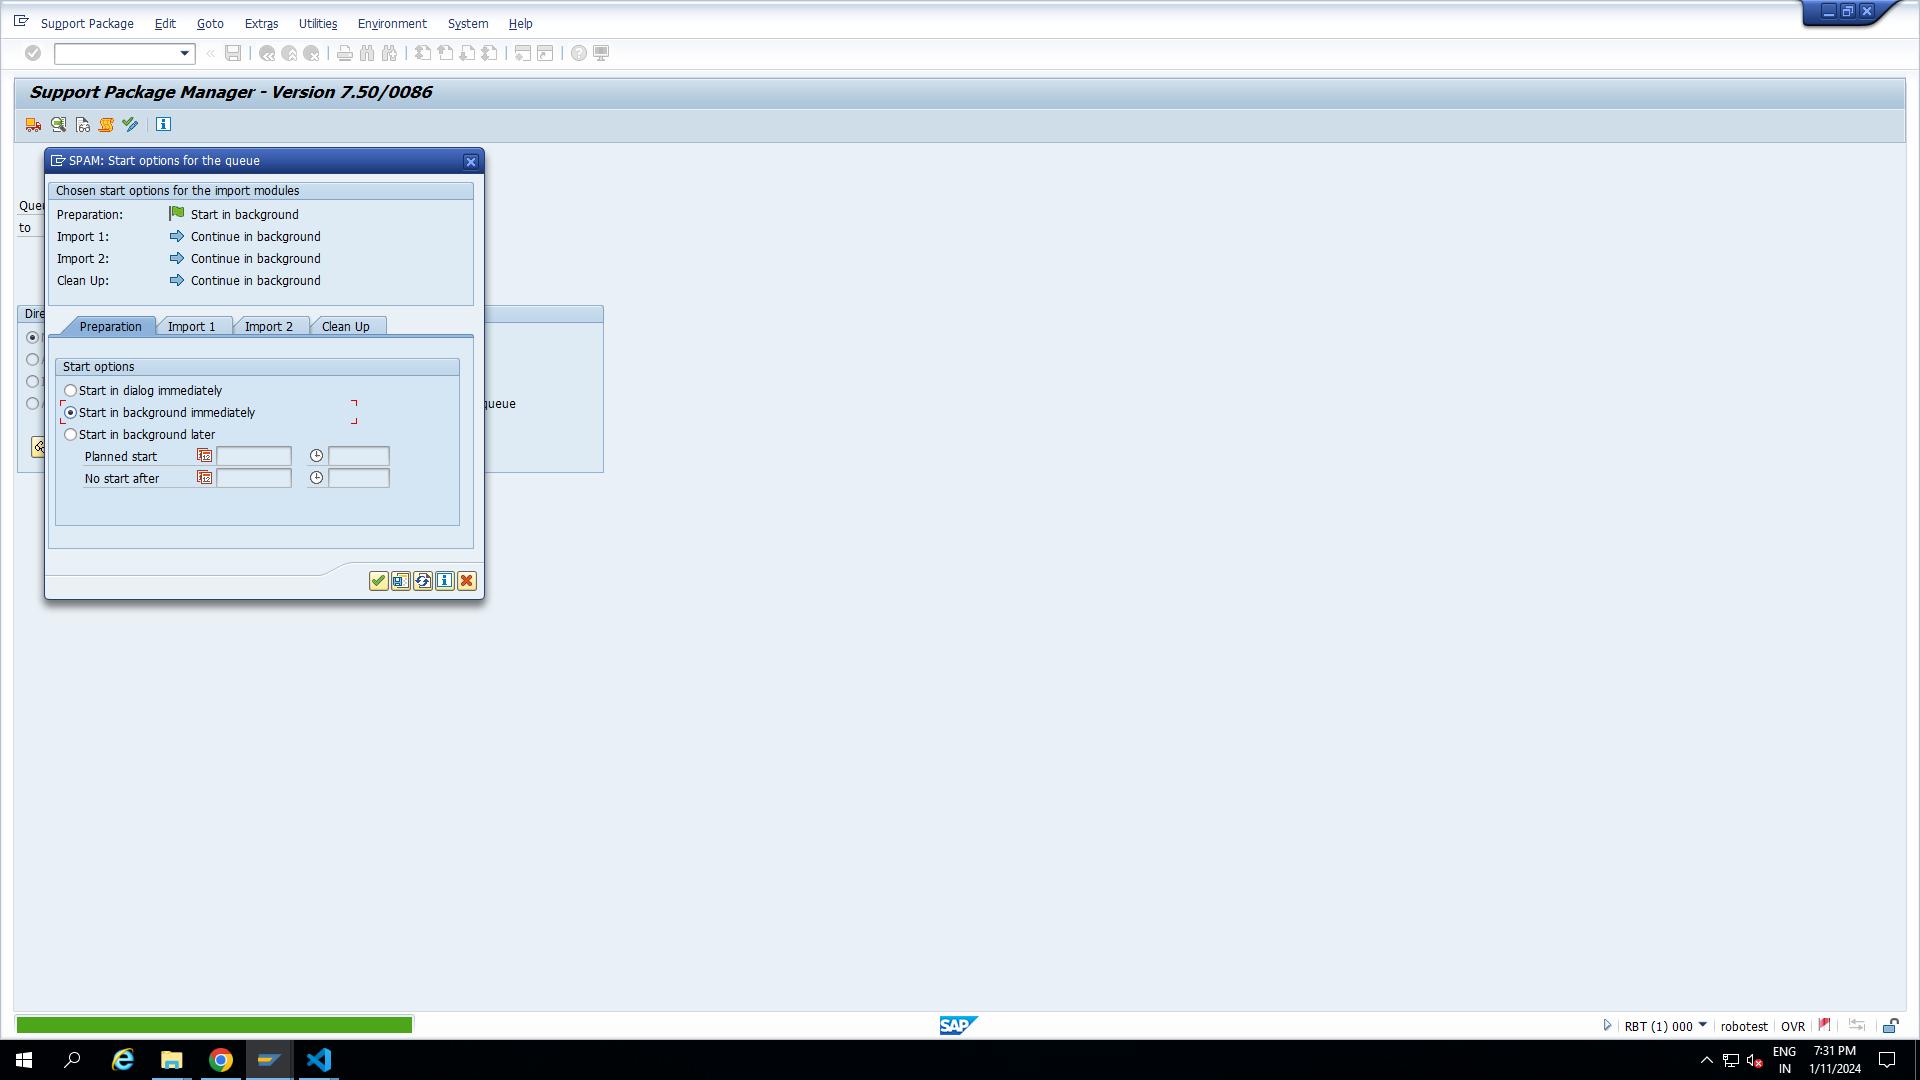 Support Package Edit Goto Extras Utilities Environment System Help
Support Package Manager - Version 7.50/0086
SPAM: Start options for the queue
Chosen start options for the import modules
Preparation: Start in background
Import 1: Continue in background
Import 2: Continue in background
Clean Up: Continue in background
to
Preparation Import 1 Import 2 Clean Up
Start options
Start in dialog immediately
Start in background immediately
queue
Start in background later
Planned start
No start after
SAP
RBT (1) 000 robotest OVR
ENG 7:31 PM
IN 1/11/2024